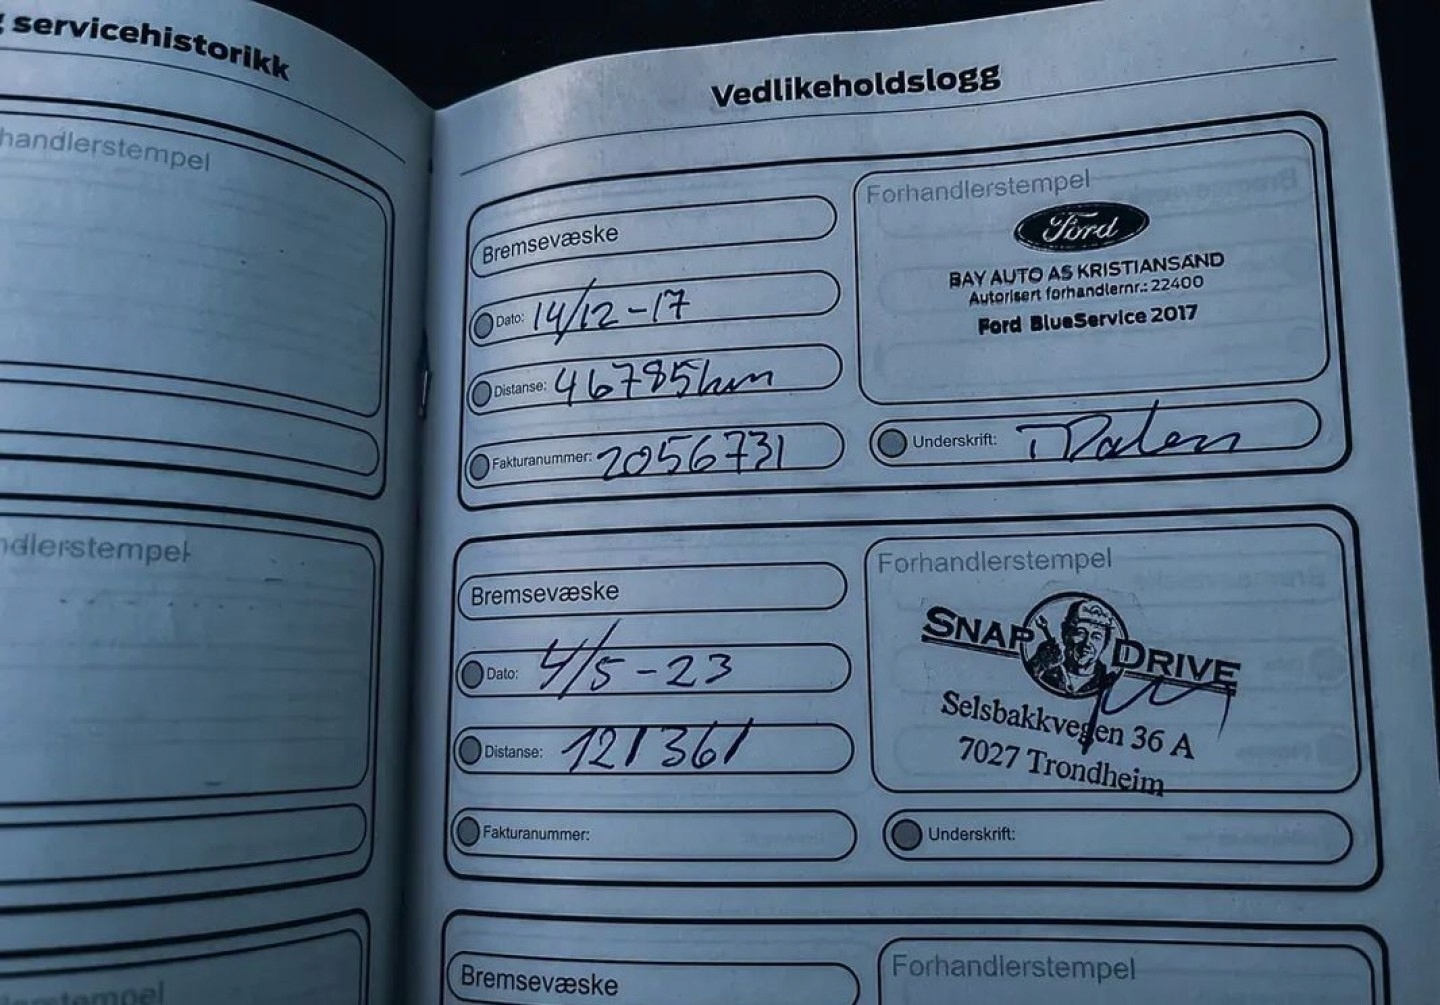 servicehistorikk
handlerstempel
dlerstempel
dlerstempel
Vedlikeholdslogg
Bremsevæske
Dato: 14/12-17
Distanse: 46785km
Fakturanummer: 2056731
Forhandlerstempel
Ford
BAY AUTO AS KRISTIANSAND
Autorisert forhandlernr.: 22400
Ford BlueService 2017
Underskrift: Dalen
Bremsevæske
Dato: 4/5-23
Distanse: 121361
Fakturanummer:
Forhandlerstempel
SNAP DRIVE
Selsbakkvegen 36 A
7027 Trondheim
Underskrift:
Bremsevæske
Forhandlerstempel